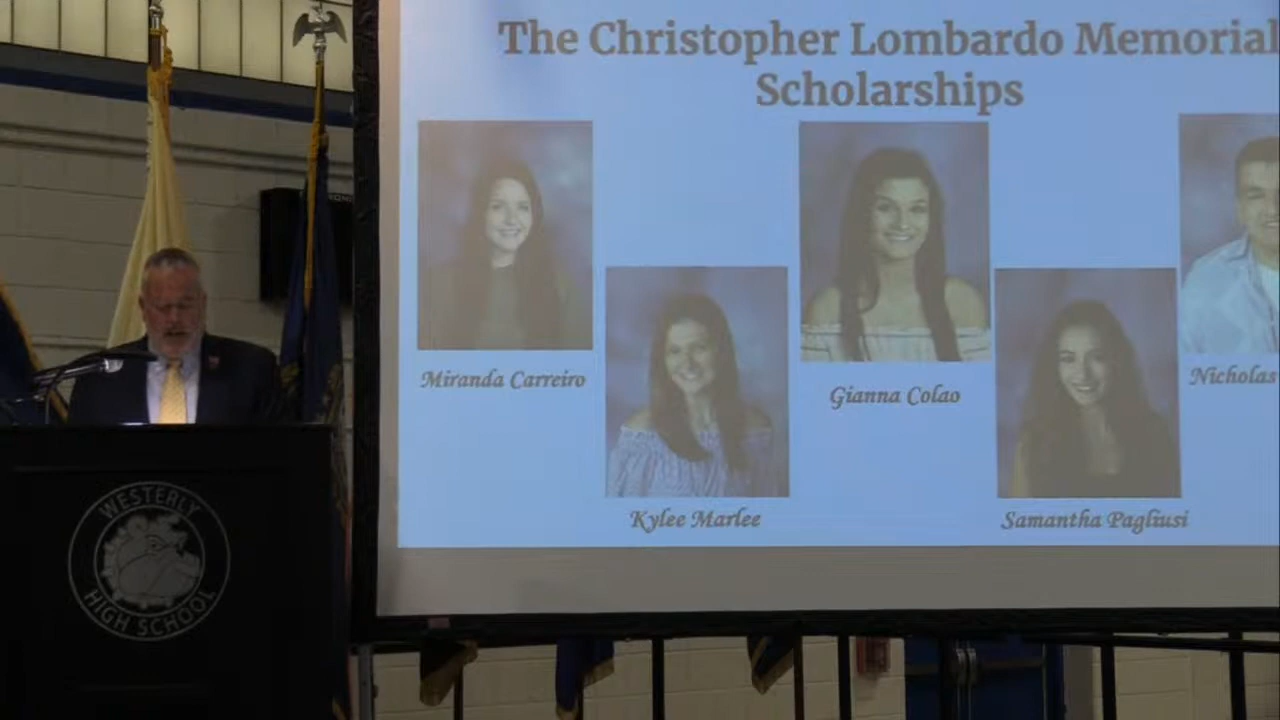 The Christopher Lombardo Memorial
Scholarships
Miranda Carreiro
Kylee Marlee
Gianna Colao
Samantha Pagliusi
Nicholas
WESTERLY
HIGH SCHOOL